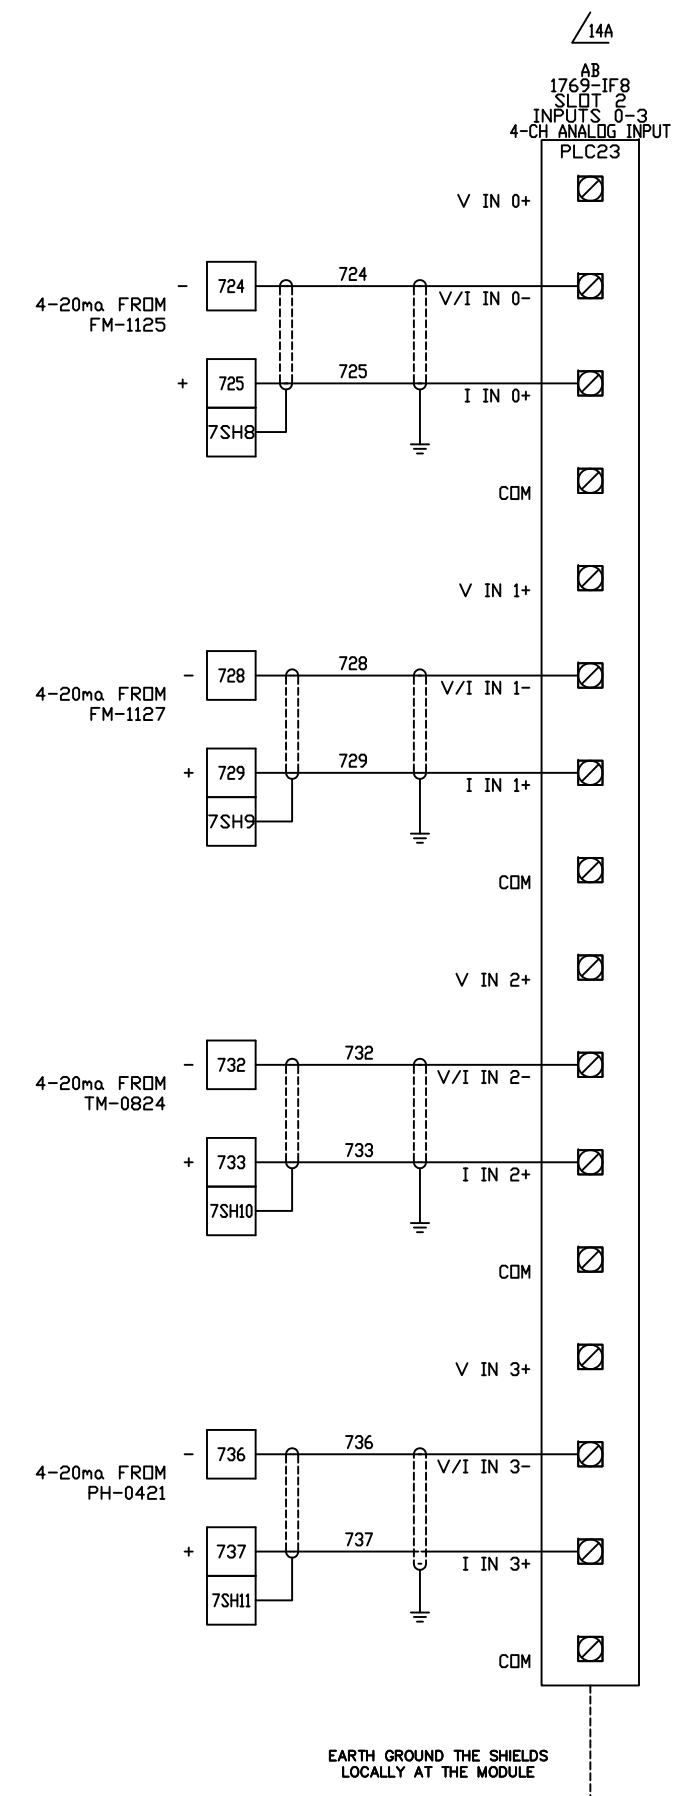 14A
AB
1769-IF8
SLOT 2
INPUTS 0-3
4-CH ANALOG INPUT
PLC23
V IN 0+
724
724
-
V/I IN 0-
4-20ma FROM
FM-1125
725
725
+
I IN 0+
7SH8
COM
V IN 1+
728
728
-
V/I IN 1-
4-20ma FROM
FM-1127
729
729
+
I IN 1+
7SH9
COM
V IN 2+
732
732
-
V/I IN 2-
4-20ma FROM
TM-0824
733
733
+
I IN 2+
7SH10
COM
V IN 3+
736
736
-
V/I IN 3-
4-20ma FROM
PH-0421
737
737
+
I IN 3+
7SH11
COM
EARTH GROUND THE SHIELDS
LOCALLY AT THE MODULE